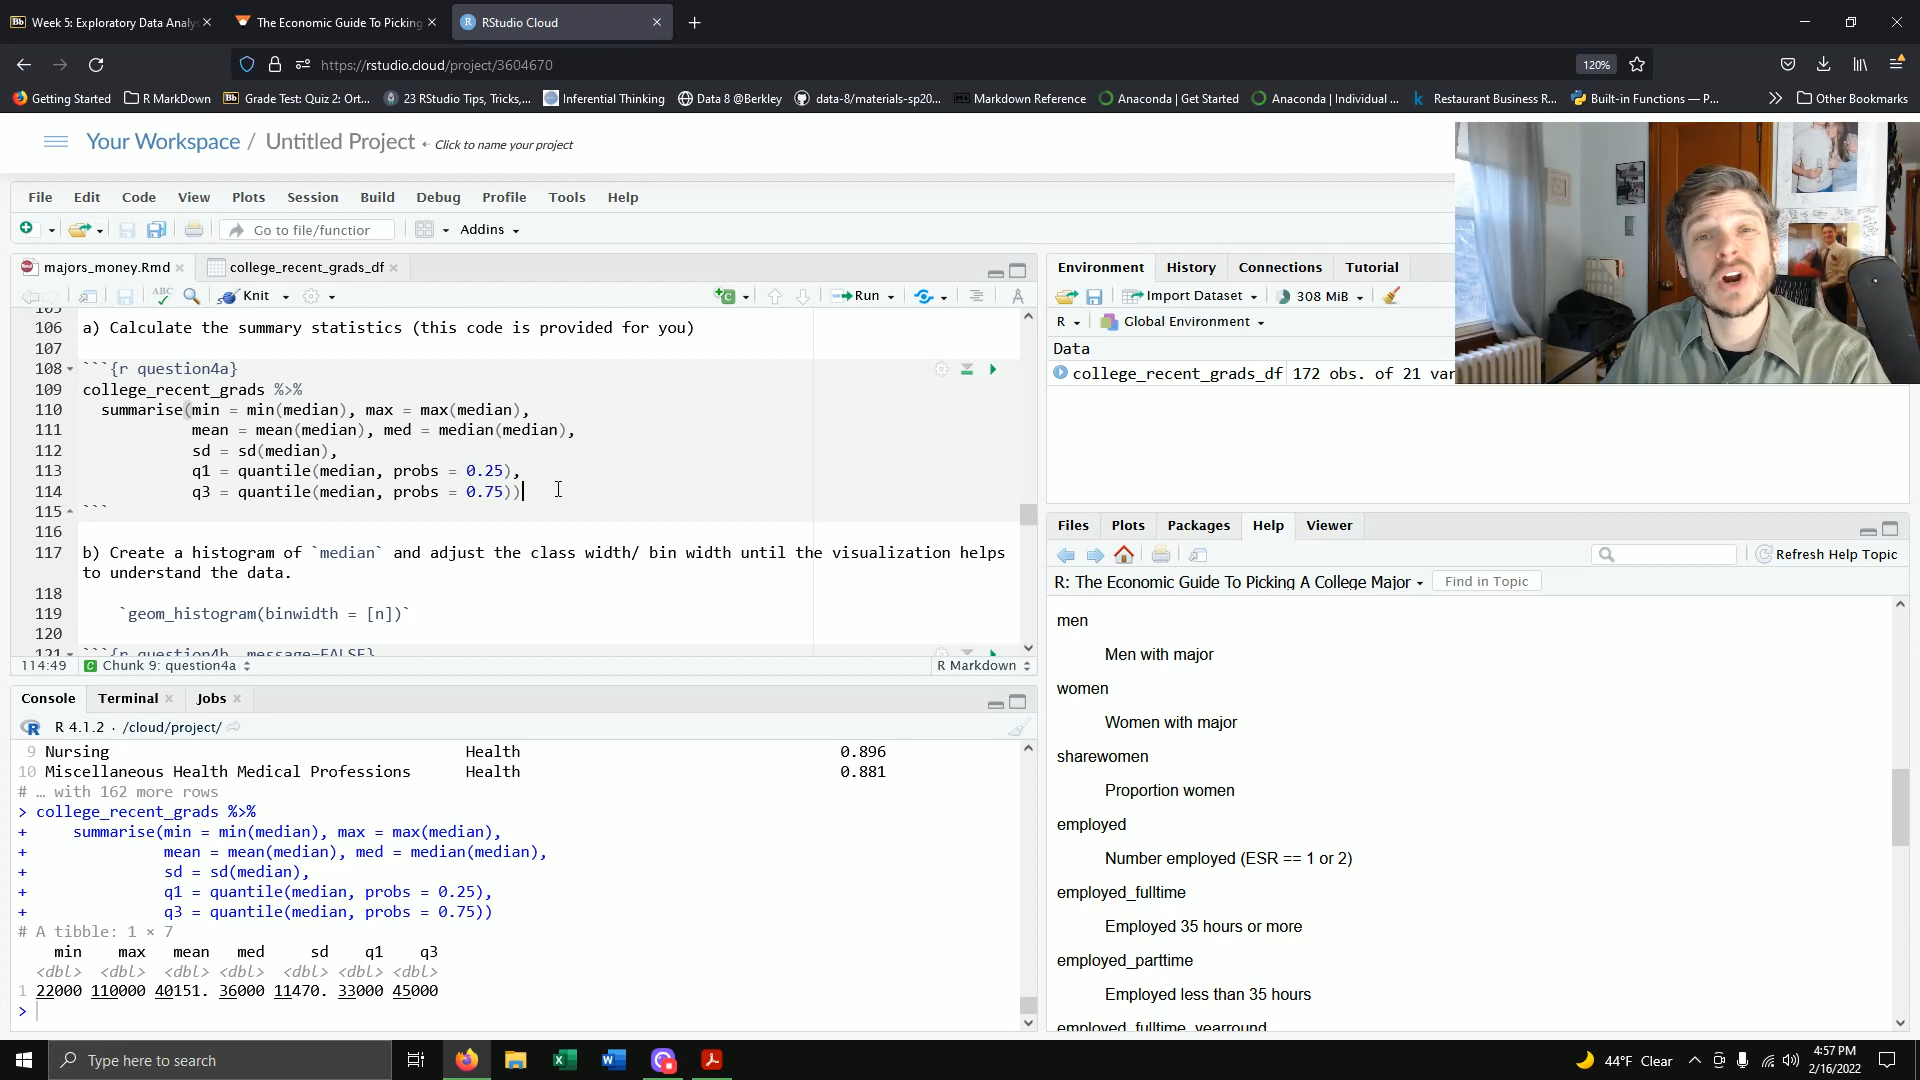 Week 5: Exploratory Data Analys
The Economic Guide To Picking
RStudio Cloud
https://rstudio.cloud/project/3604670
120%
Getting Started
R MarkDown
Grade Test: Quiz 2: Ort...
23 RStudio Tips, Tricks,...
Inferential Thinking
Data 8 @Berkley
data-8/materials-sp20...
Markdown Reference
Anaconda | Get Started
Anaconda | Individual ...
Restaurant Business R...
Built-in Functions — P...
Other Bookmarks
Your Workspace / Untitled Project
Click to name your project
File Edit Code View Plots Session Build Debug Profile Tools Help
Go to file/function
Addins
majors_money.Rmd
college_recent_grads_df
Knit
Run
105
106 a) Calculate the summary statistics (this code is provided for you)
107
108 ```{r question4a}
109 college_recent_grads %>%
110 summarise(min = min(median), max = max(median),
111 mean = mean(median), med = median(median),
112 sd = sd(median),
113 q1 = quantile(median, probs = 0.25),
114 q3 = quantile(median, probs = 0.75))
115 ```
116
117 b) Create a histogram of `median` and adjust the class width/ bin width until the visualization helps
to understand the data.
118
119 `geom_histogram(binwidth = [n])`
120
121 ```{r question4b, message=FALSE}
114:49
Chunk 9: question4a
R Markdown
Console Terminal Jobs
R 4.1.2 · /cloud/project/
9 Nursing Health 0.896
10 Miscellaneous Health Medical Professions Health 0.881
# … with 162 more rows
> college_recent_grads %>%
+ summarise(min = min(median), max = max(median),
+ mean = mean(median), med = median(median),
+ sd = sd(median),
+ q1 = quantile(median, probs = 0.25),
+ q3 = quantile(median, probs = 0.75))
# A tibble: 1 × 7
min max mean med sd q1 q3
<dbl> <dbl> <dbl> <dbl> <dbl> <dbl> <dbl>
1 22000 110000 40151. 36000 11470. 33000 45000
>
Environment History Connections Tutorial
Import Dataset
308 MiB
R
Global Environment
Data
college_recent_grads_df 172 obs. of 21 var
Files Plots Packages Help Viewer
Refresh Help Topic
R: The Economic Guide To Picking A College Major
Find in Topic
men
Men with major
women
Women with major
sharewomen
Proportion women
employed
Number employed (ESR == 1 or 2)
employed_fulltime
Employed 35 hours or more
employed_parttime
Employed less than 35 hours
employed_fulltime_yearround
Type here to search
44°F Clear
4:57 PM
2/16/2022